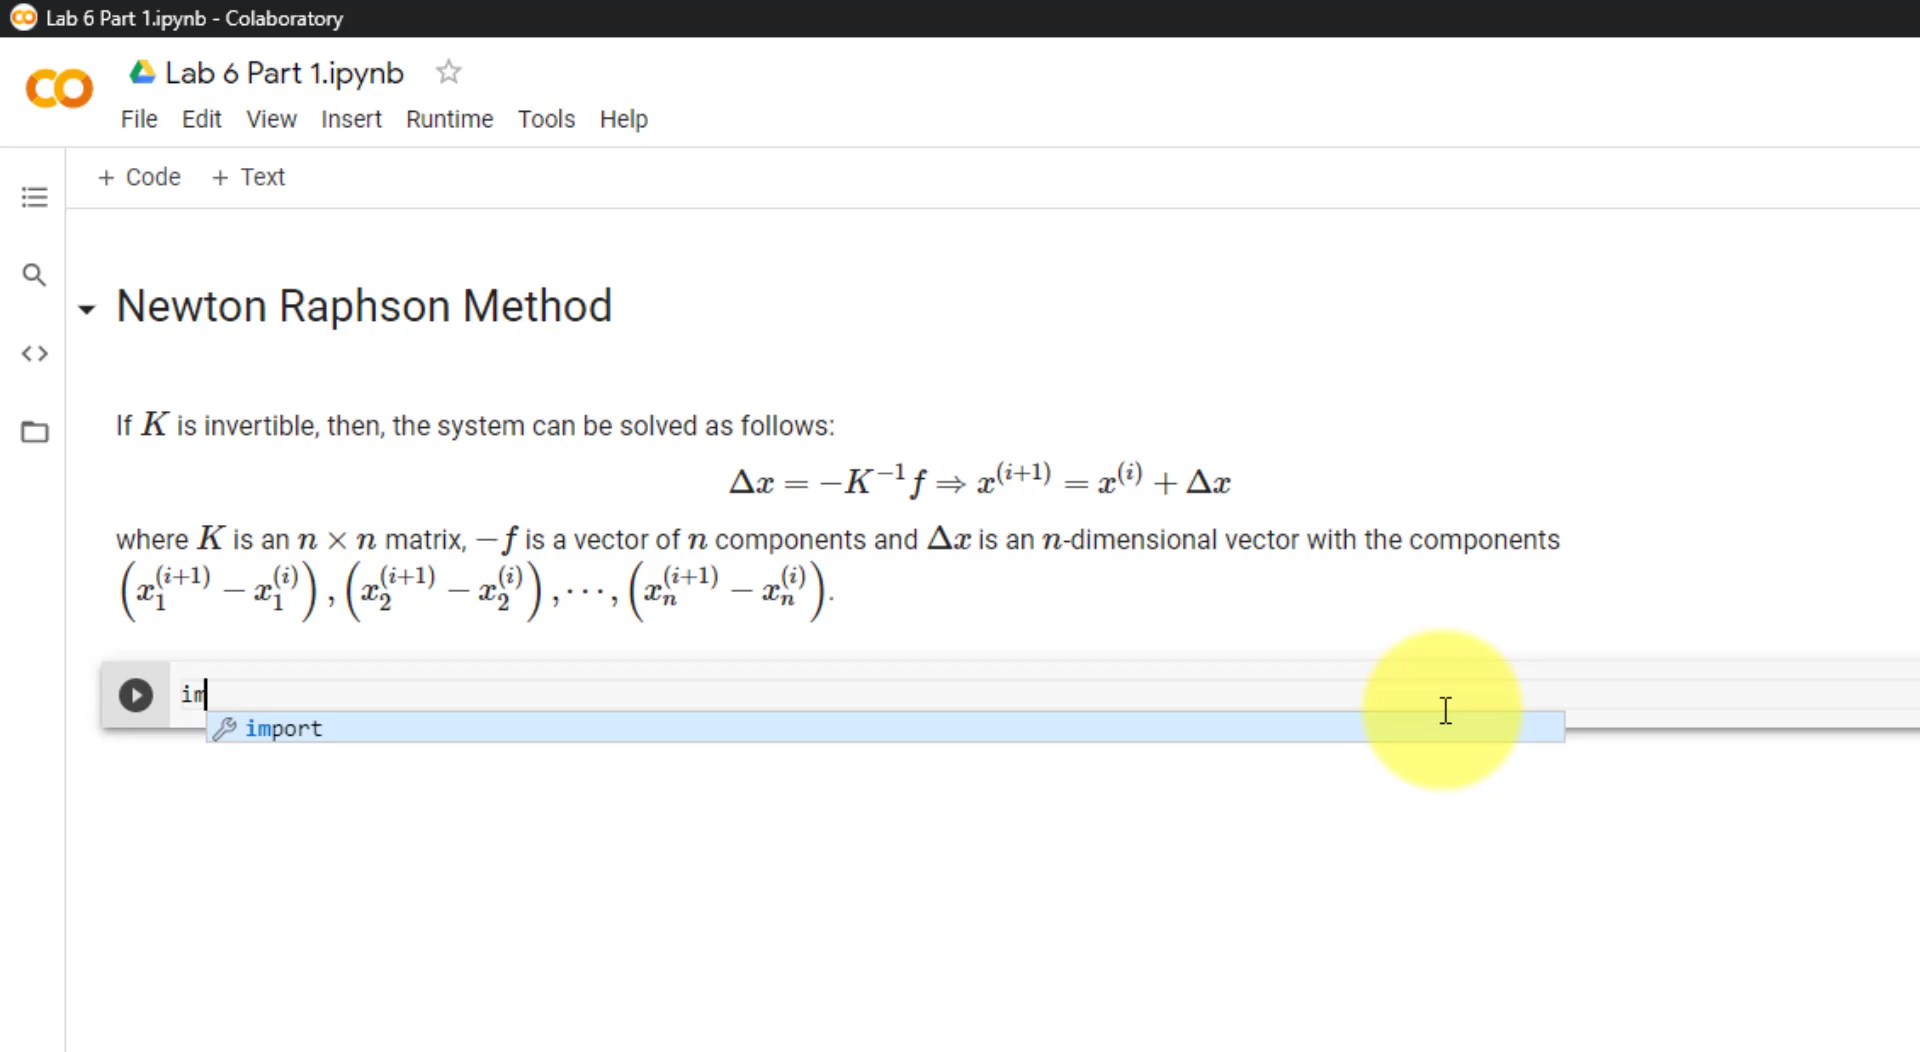 Lab 6 Part 1.ipynb - Colaboratory
Lab 6 Part 1.ipynb
File Edit View Insert Runtime Tools Help
+ Code + Text
Newton Raphson Method
If K is invertible, then, the system can be solved as follows:
Δx = −K⁻¹f ⇒ x⁽ⁱ⁺¹⁾ = x⁽ⁱ⁾ + Δx
where K is an n × n matrix, −f is a vector of n components and Δx is an n-dimensional vector with the components
(x₁⁽ⁱ⁺¹⁾ − x₁⁽ⁱ⁾), (x₂⁽ⁱ⁺¹⁾ − x₂⁽ⁱ⁾), ⋯, (xₙ⁽ⁱ⁺¹⁾ − xₙ⁽ⁱ⁾).
im
import